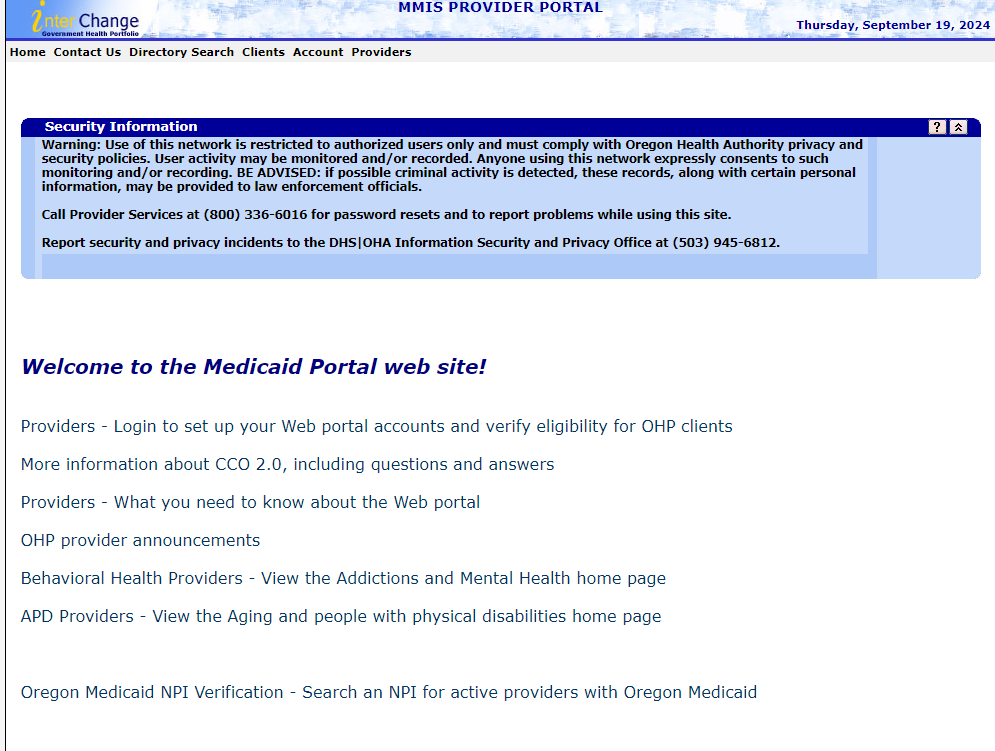 interChange
Government Health Portfolio
MMIS PROVIDER PORTAL
Thursday, September 19, 2024
Home Contact Us Directory Search Clients Account Providers
Security Information
?
Warning: Use of this network is restricted to authorized users only and must comply with Oregon Health Authority privacy and
security policies. User activity may be monitored and/or recorded. Anyone using this network expressly consents to such
monitoring and/or recording. BE ADVISED: if possible criminal activity is detected, these records, along with certain personal
information, may be provided to law enforcement officials.
Call Provider Services at (800) 336-6016 for password resets and to report problems while using this site.
Report security and privacy incidents to the DHS|OHA Information Security and Privacy Office at (503) 945-6812.
Welcome to the Medicaid Portal web site!
Providers - Login to set up your Web portal accounts and verify eligibility for OHP clients
More information about CCO 2.0, including questions and answers
Providers - What you need to know about the Web portal
OHP provider announcements
Behavioral Health Providers - View the Addictions and Mental Health home page
APD Providers - View the Aging and people with physical disabilities home page
Oregon Medicaid NPI Verification - Search an NPI for active providers with Oregon Medicaid